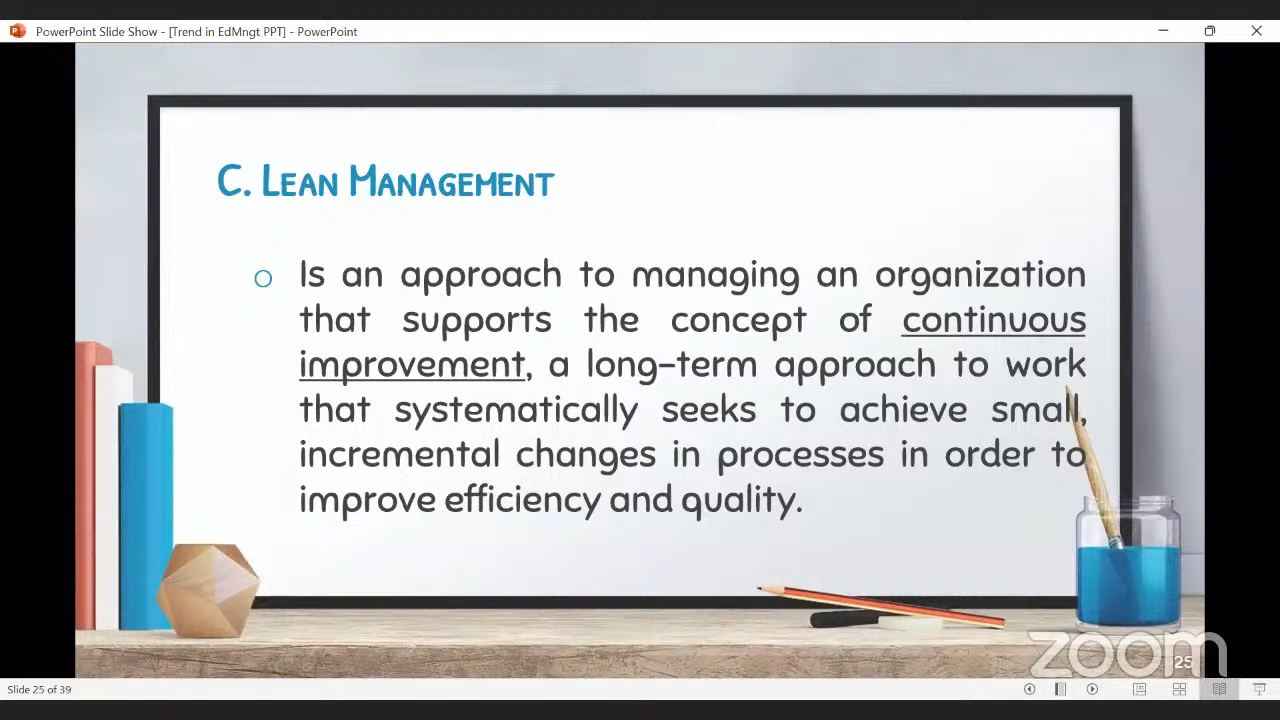 PowerPoint Slide Show - [Trend in EdMngt PPT] - PowerPoint
C. LEAN MANAGEMENT
Is an approach to managing an organization
that supports the concept of continuous
improvement, a long-term approach to work
that systematically seeks to achieve small,
incremental changes in processes in order to
improve efficiency and quality.
zoom
25
Slide 25 of 39